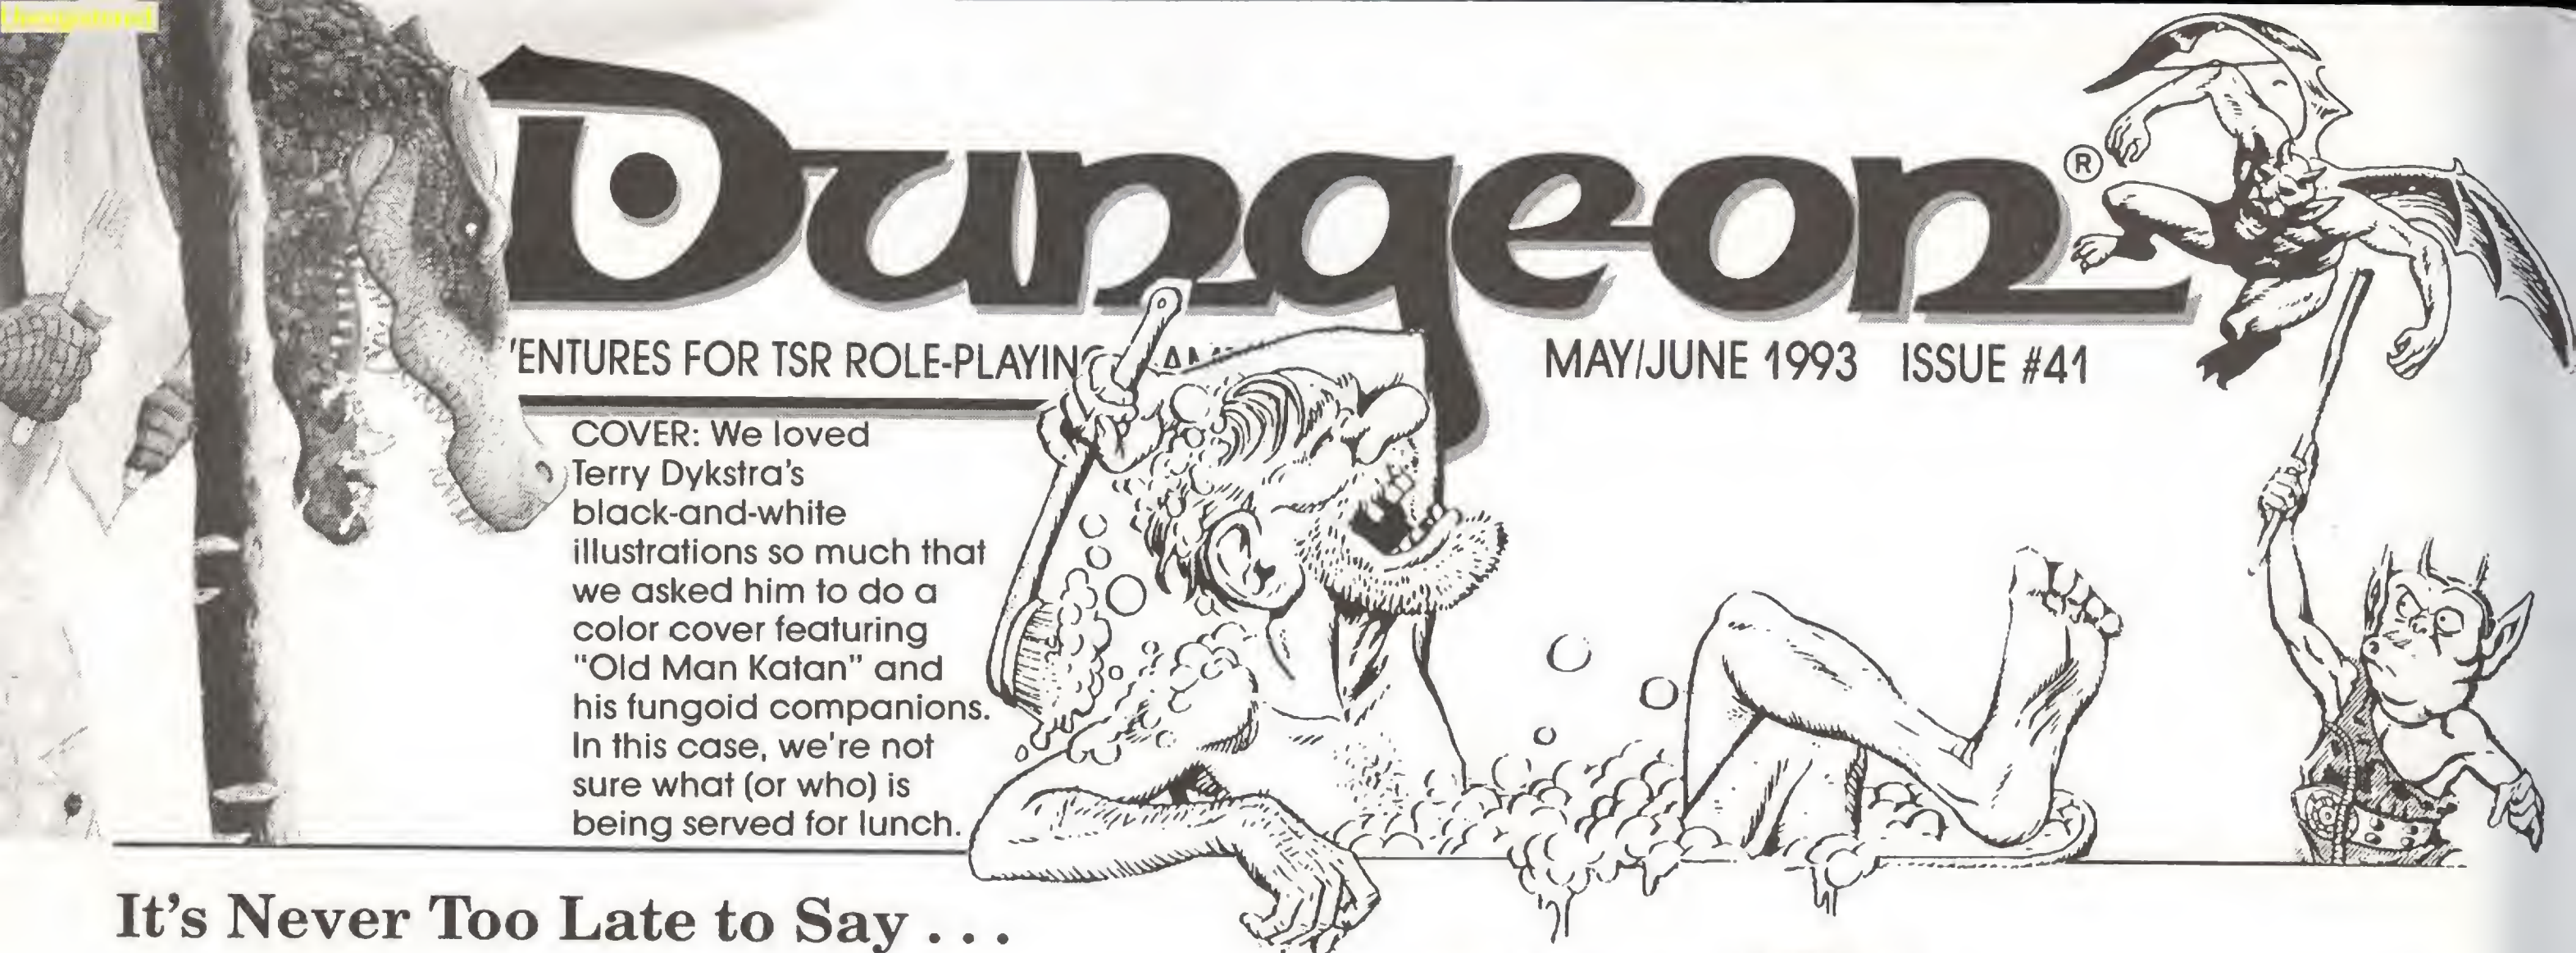 Dungeon®
'ENTURES FOR TSR ROLE-PLAYING
MAY/JUNE 1993 ISSUE #41
COVER: We loved
Terry Dykstra's
black-and-white
illustrations so much that
we asked him to do a
color cover featuring
"Old Man Katan" and
his fungoid companions.
In this case, we're not
sure what (or who) is
being served for lunch.
It's Never Too Late to Say . . .